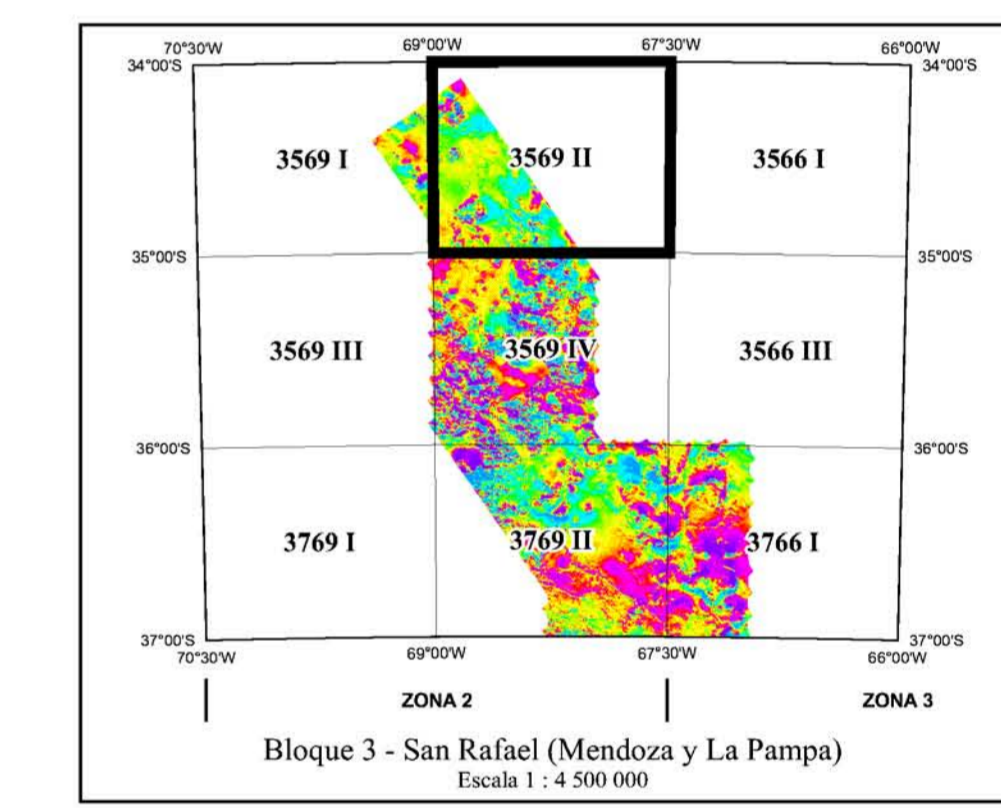 70°30'W 69°00'W 67°30'W 66°00'W
34°00'S 34°00'S
3569 I 3569 II 3566 I
35°00'S 35°00'S
3569 III 3569 IV 3566 III
36°00'S 36°00'S
3769 I 3769 II 3766 I
37°00'S 37°00'S
70°30'W 69°00'W 67°30'W 66°00'W
ZONA 2 ZONA 3
Bloque 3 - San Rafael (Mendoza y La Pampa)
Escala 1 : 4 500 000